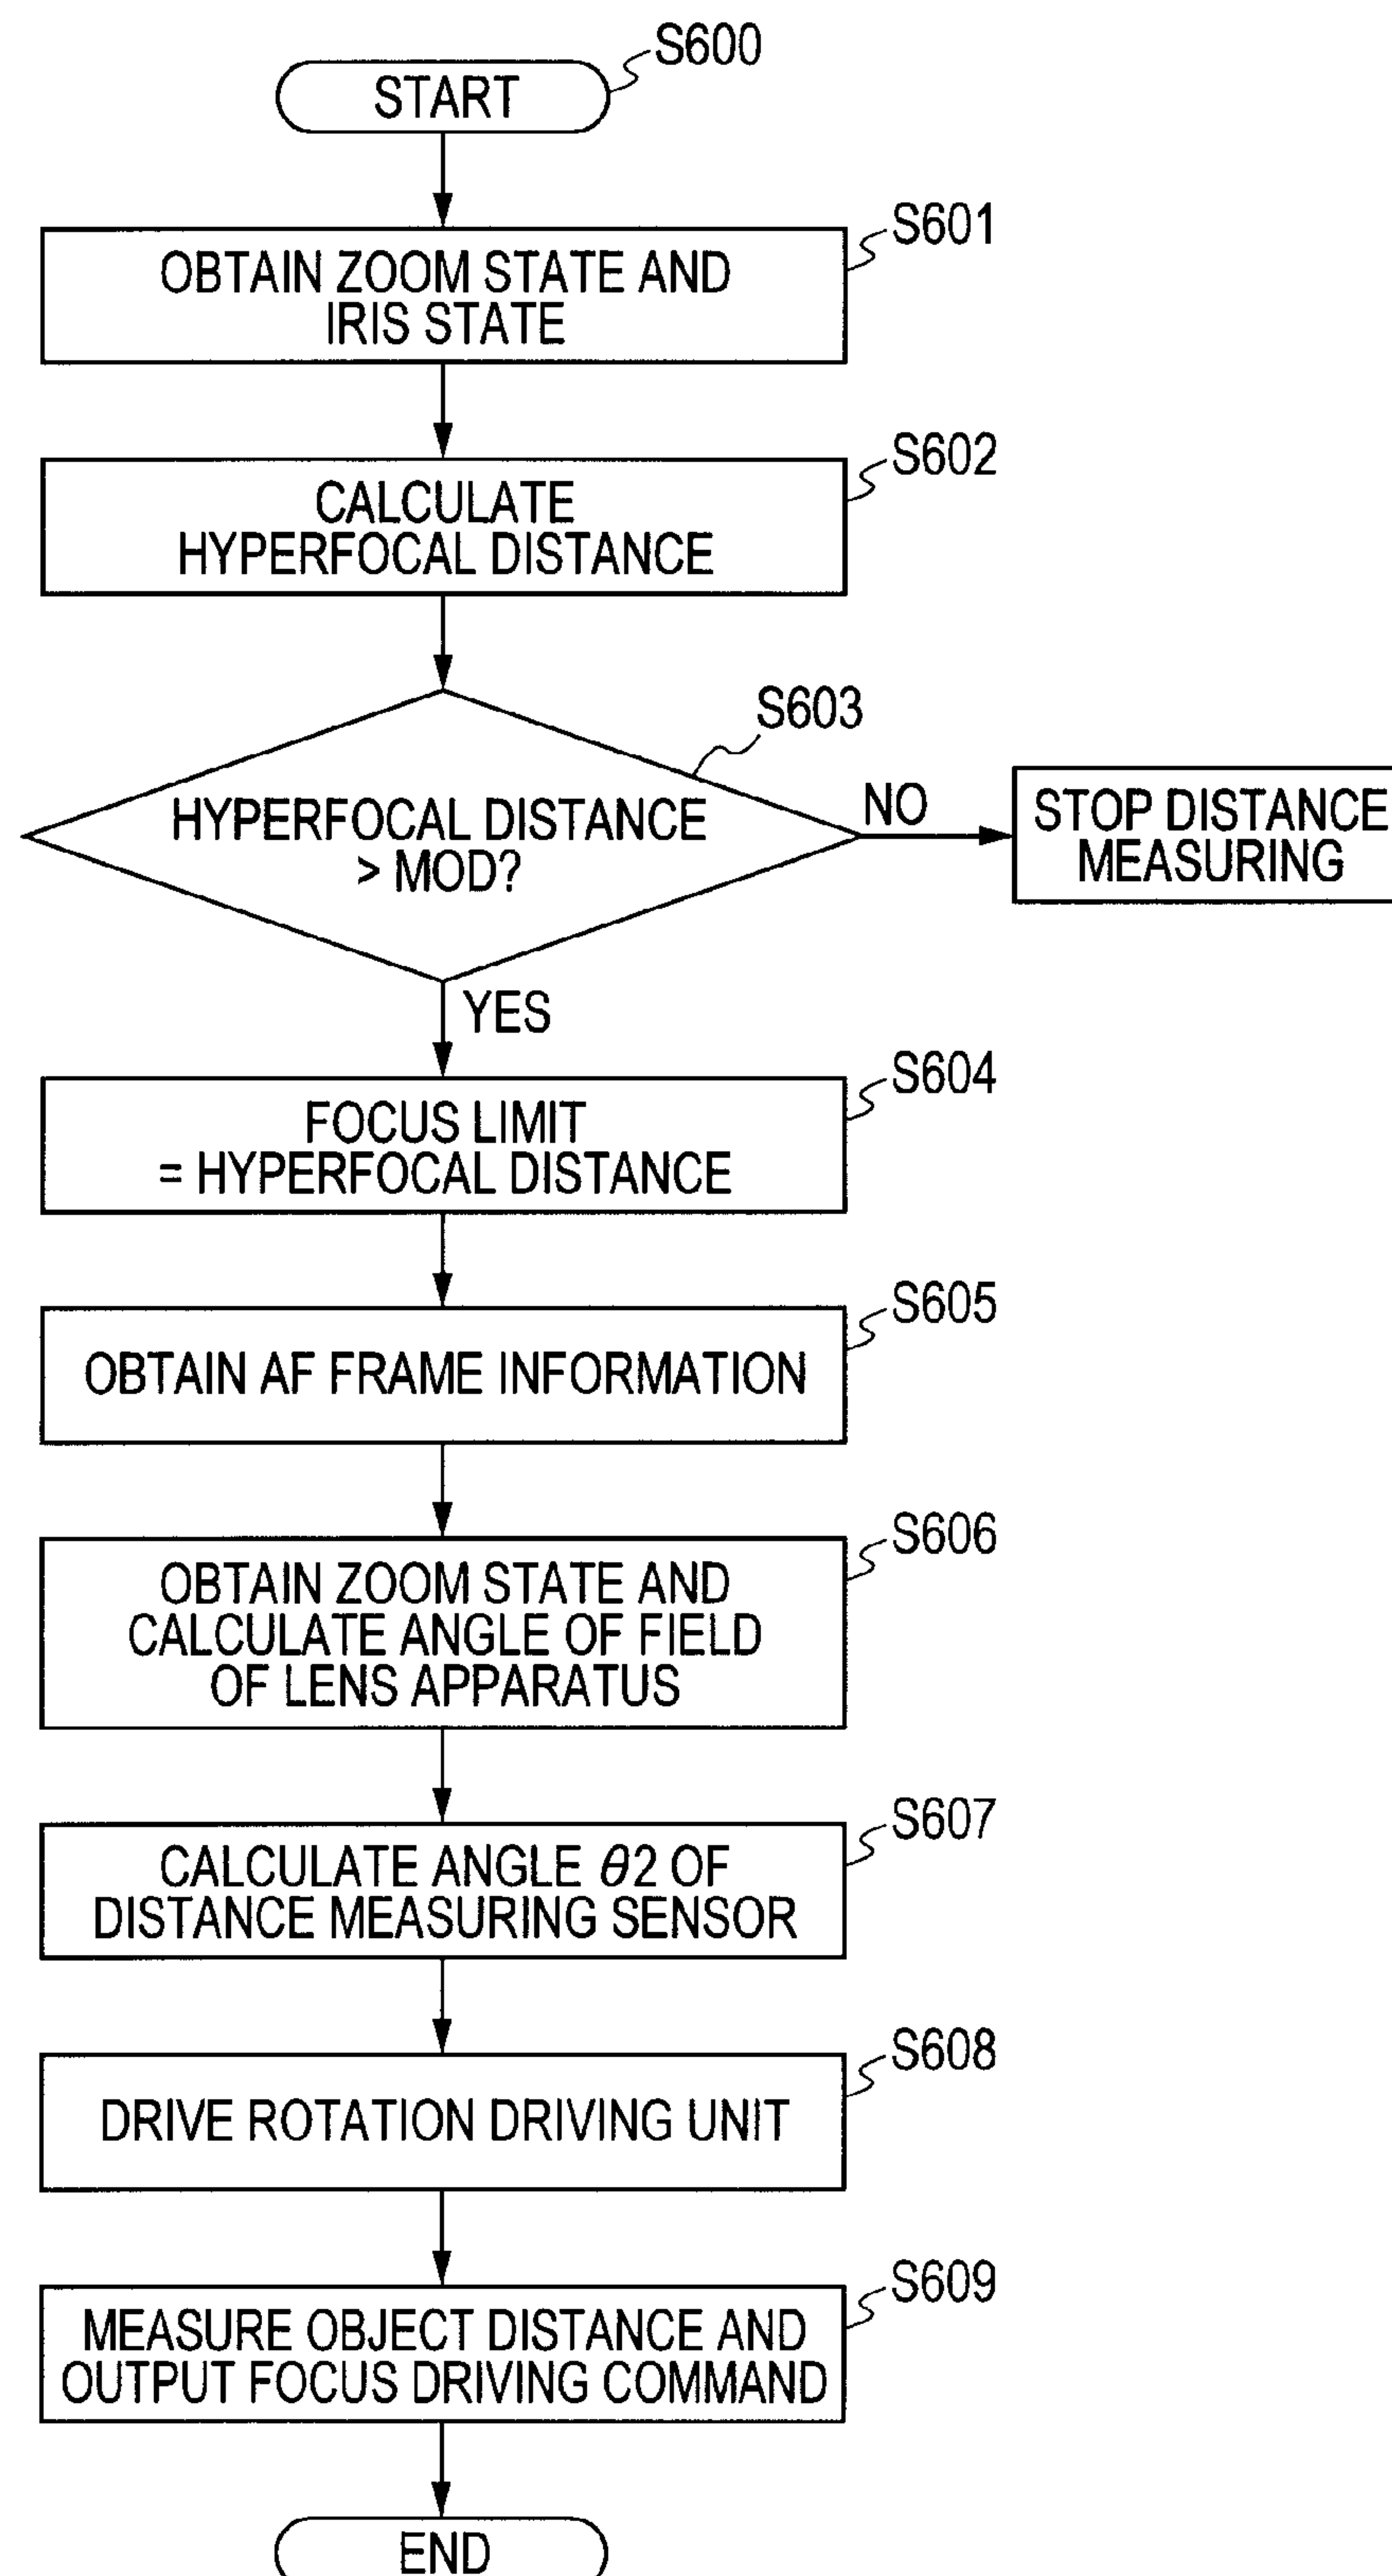 START
S600
S601
OBTAIN ZOOM STATE AND
IRIS STATE
S602
CALCULATE
HYPERFOCAL DISTANCE
S603
HYPERFOCAL DISTANCE
> MOD?
NO
STOP DISTANCE
MEASURING
YES
S604
FOCUS LIMIT
= HYPERFOCAL DISTANCE
S605
OBTAIN AF FRAME INFORMATION
S606
OBTAIN ZOOM STATE AND
CALCULATE ANGLE OF FIELD
OF LENS APPARATUS
S607
CALCULATE ANGLE θ2 OF
DISTANCE MEASURING SENSOR
S608
DRIVE ROTATION DRIVING UNIT
S609
MEASURE OBJECT DISTANCE AND
OUTPUT FOCUS DRIVING COMMAND
END